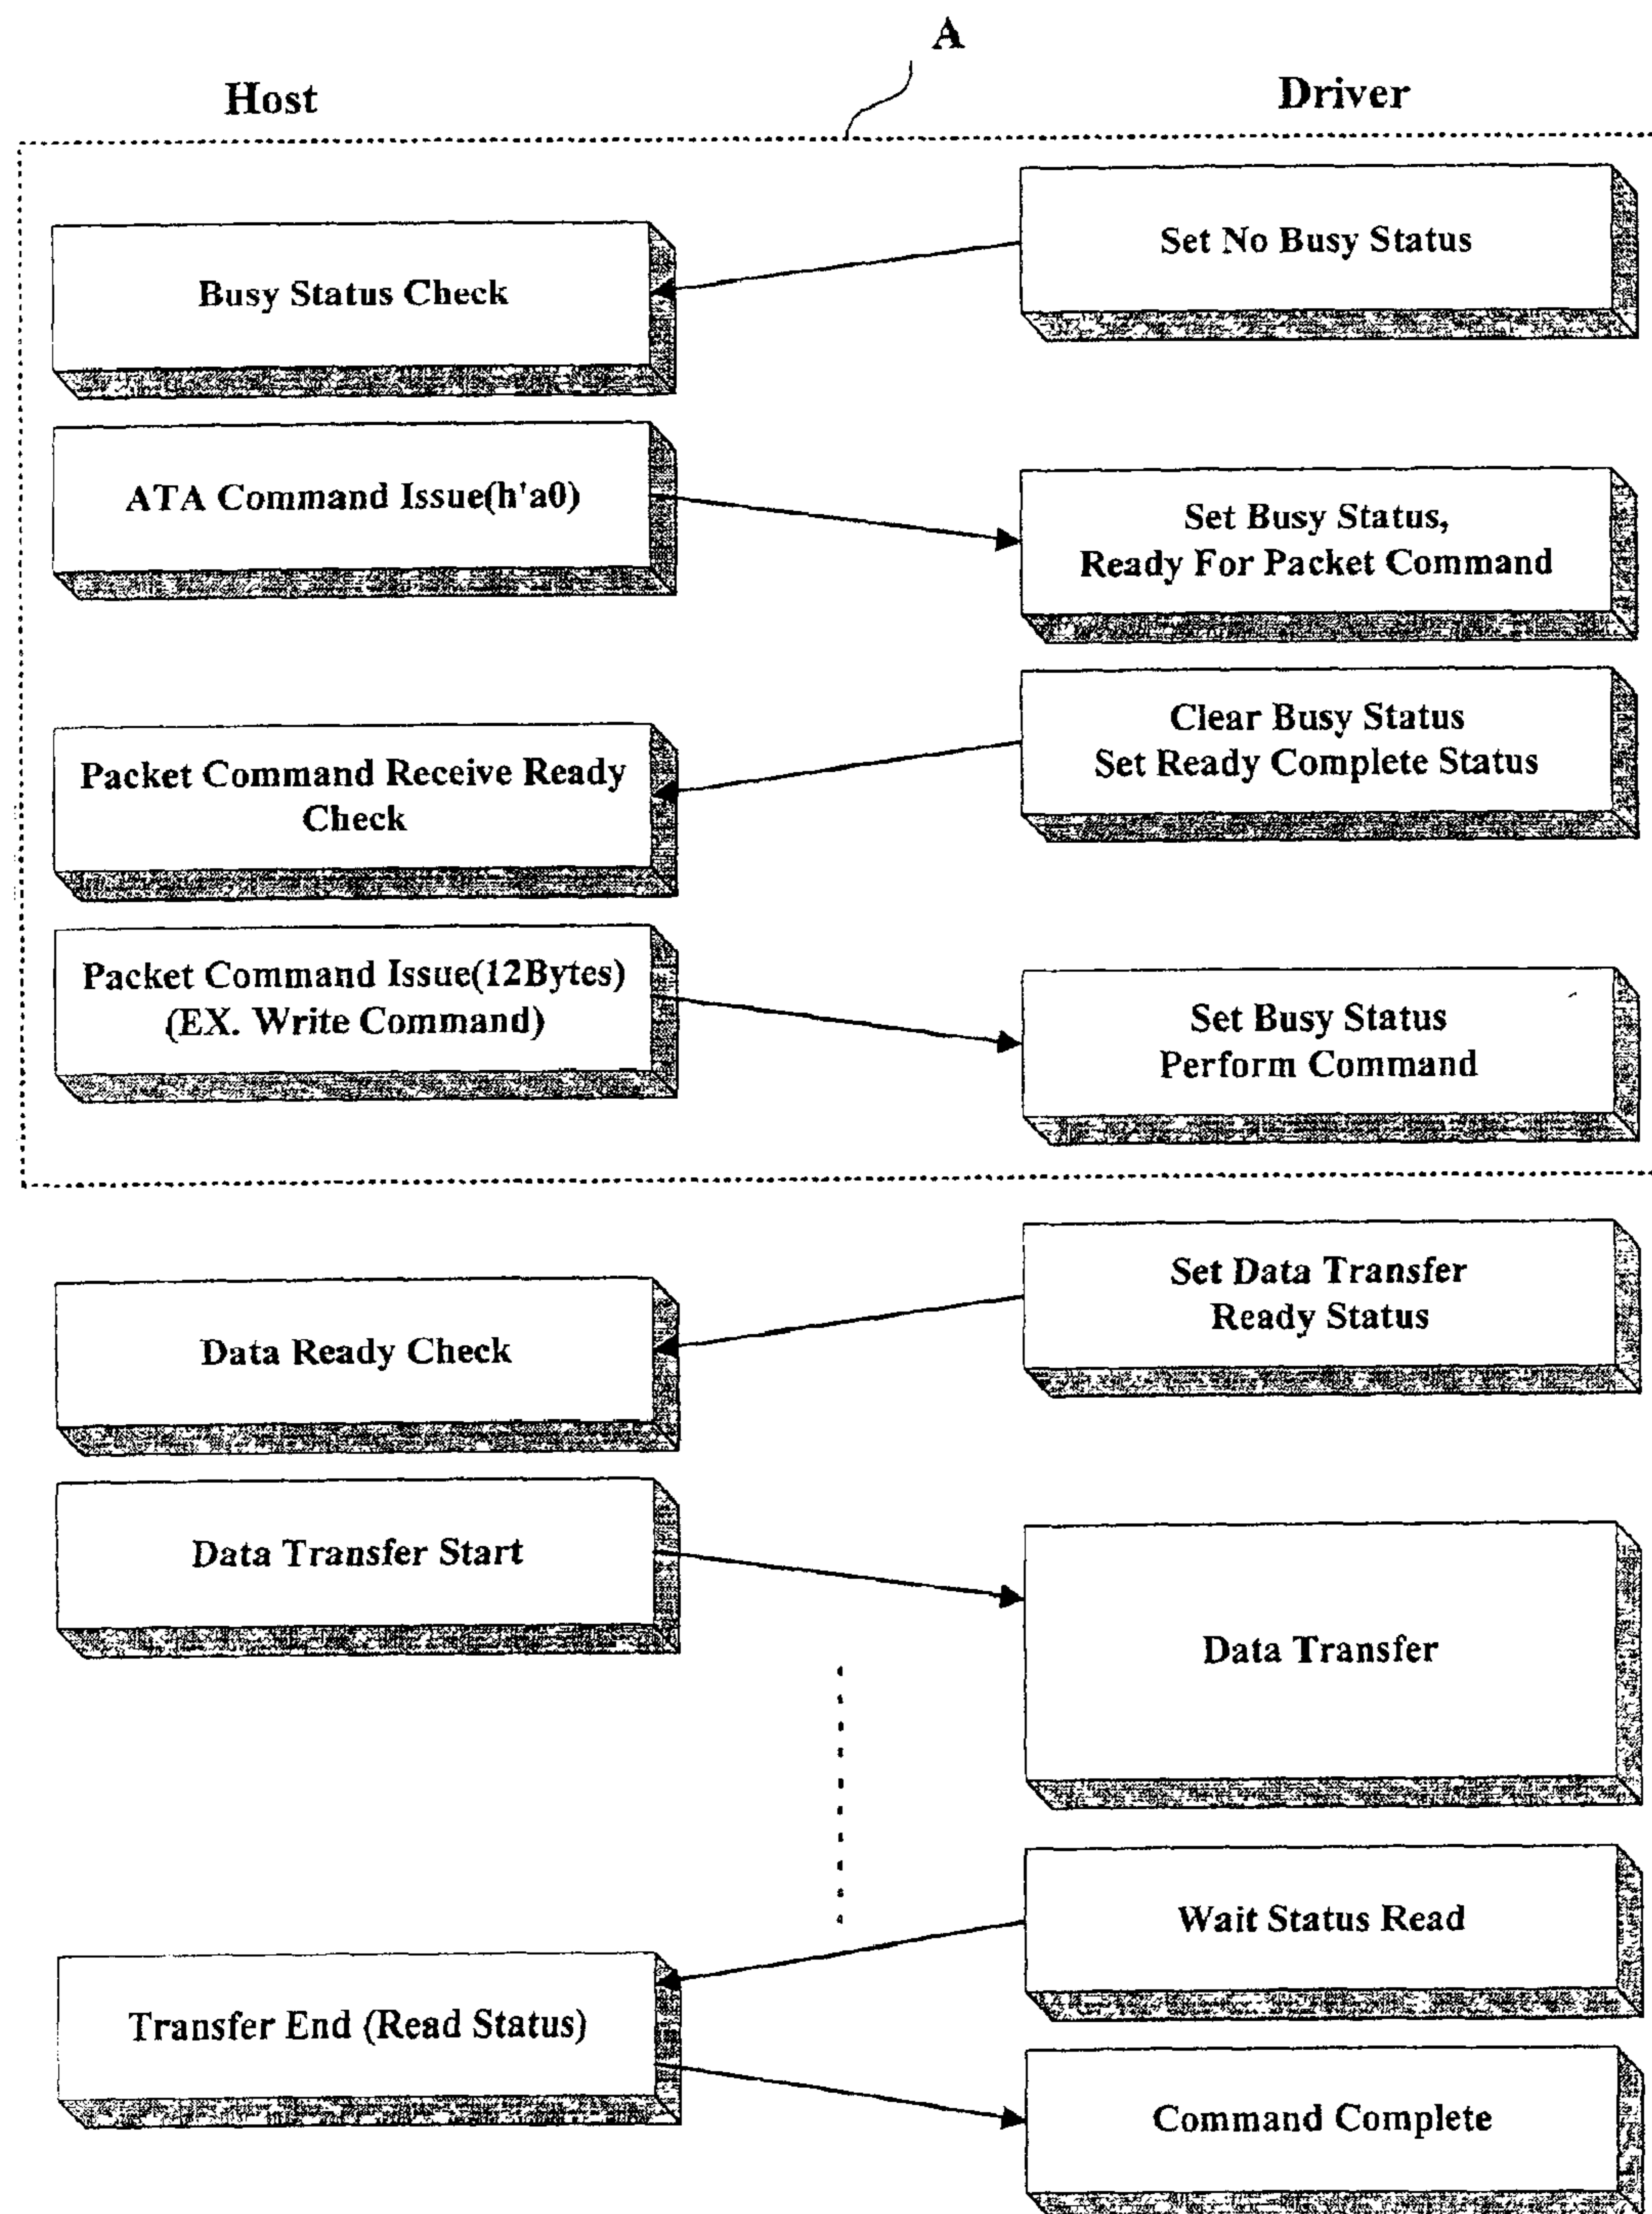 A
Host
Driver
Set No Busy Status
Busy Status Check
ATA Command Issue(h'a0)
Set Busy Status,
Ready For Packet Command
Clear Busy Status
Set Ready Complete Status
Packet Command Receive Ready
Check
Packet Command Issue(12Bytes)
(EX. Write Command)
Set Busy Status
Perform Command
Set Data Transfer
Ready Status
Data Ready Check
Data Transfer Start
Data Transfer
Wait Status Read
Transfer End (Read Status)
Command Complete